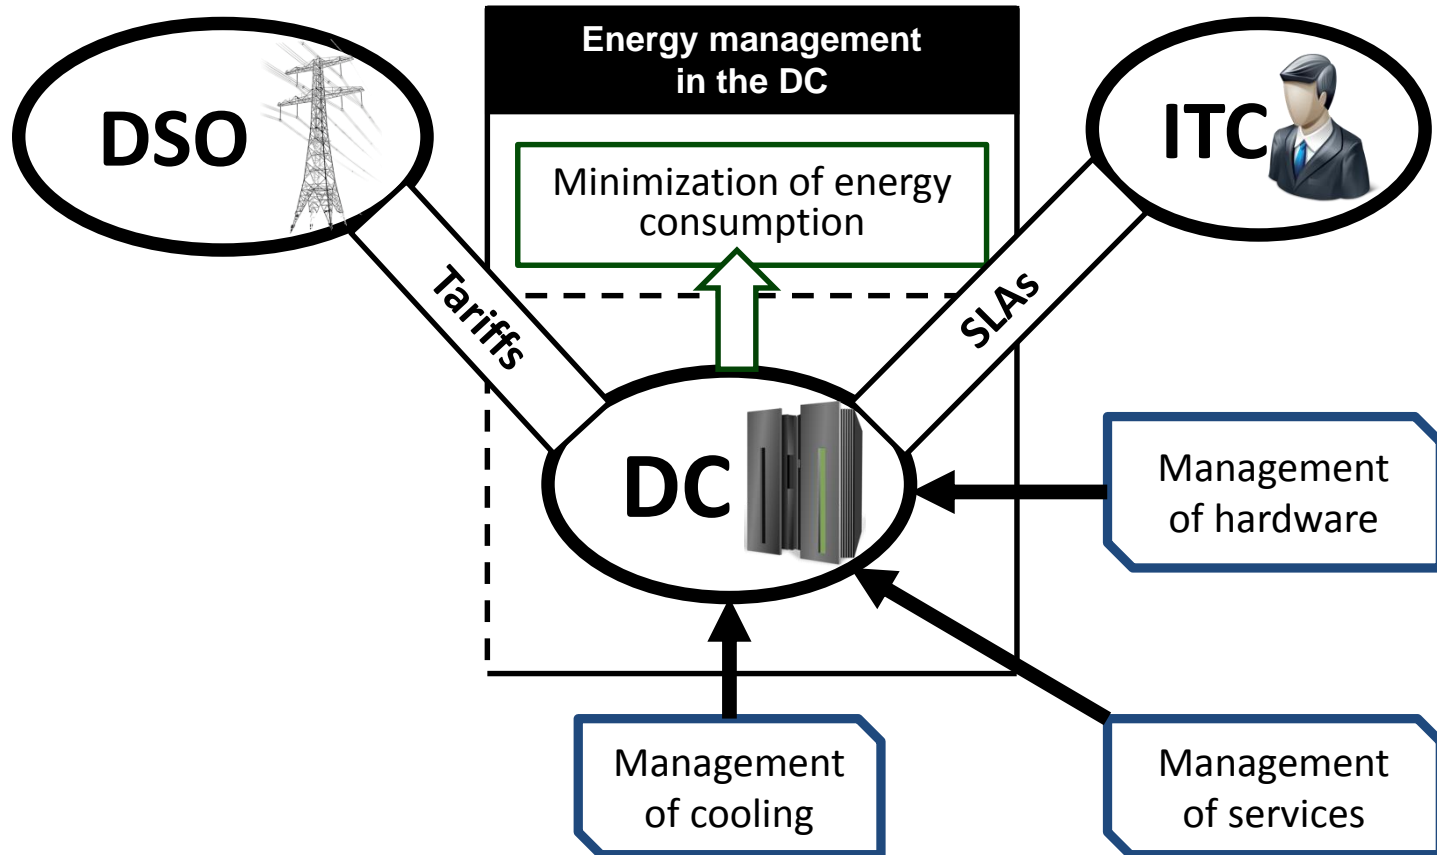 Energy management
in the DC
DSO
ITC
Minimization of energy
consumption
Tariffs
SLAs
DC
Management
of hardware
Management
of cooling
Management
of services